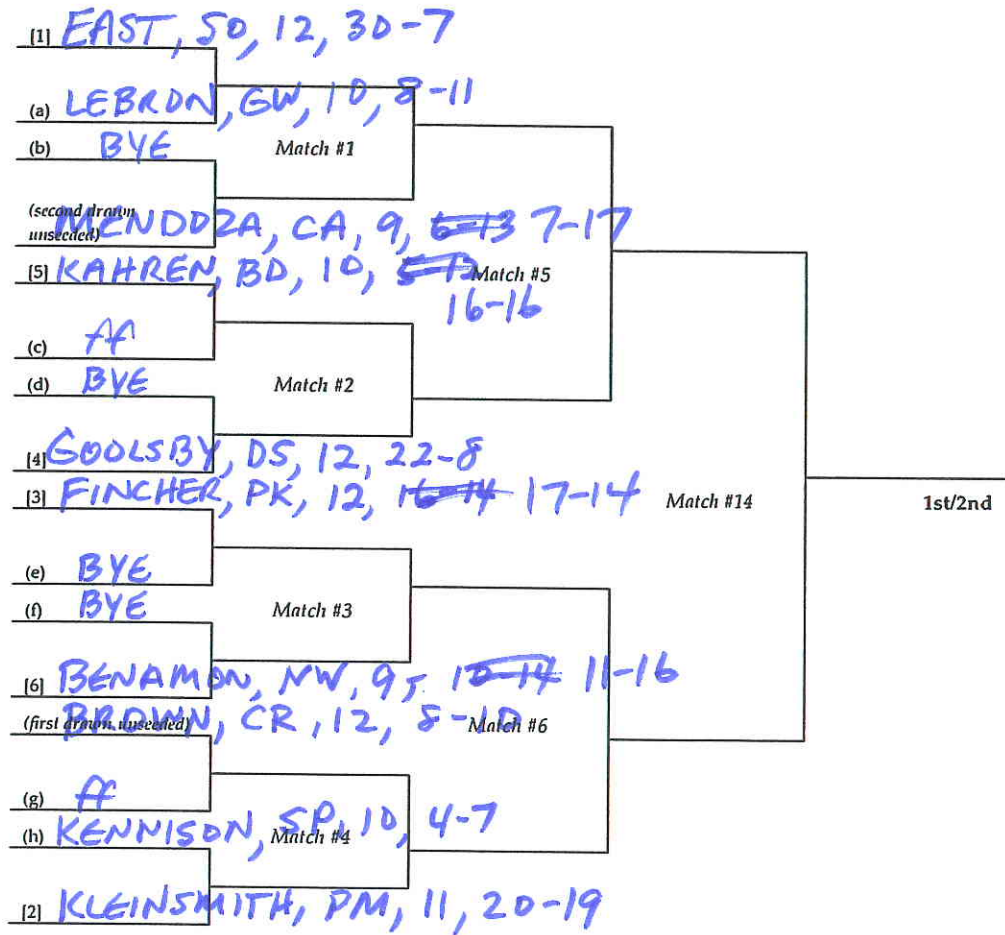 [1] EAST, SO, 12, 30-7
(a) LEBRON, GW, 10, 8-11
(b) BYE
Match #1
(second drawn unseeded) MENDOZA, CA, 9, 6-13 7-17
[5] KAHREN, BD, 10, 16-16
Match #5
(c) ff
(d) BYE
Match #2
[4] GOOLSBY, DS, 12, 22-8
[3] FINCHER, PK, 12, 16-14 17-14
Match #14
1st/2nd
(e) BYE
(f) BYE
Match #3
[6] BENAMON, NW, 9, 10-14 11-16
(first drawn unseeded) BROWN, CR, 12, 8-10
Match #6
(g) ff
(h) KENNISON, SP, 10, 4-7
Match #4
[2] KLEINSMITH, PM, 11, 20-19